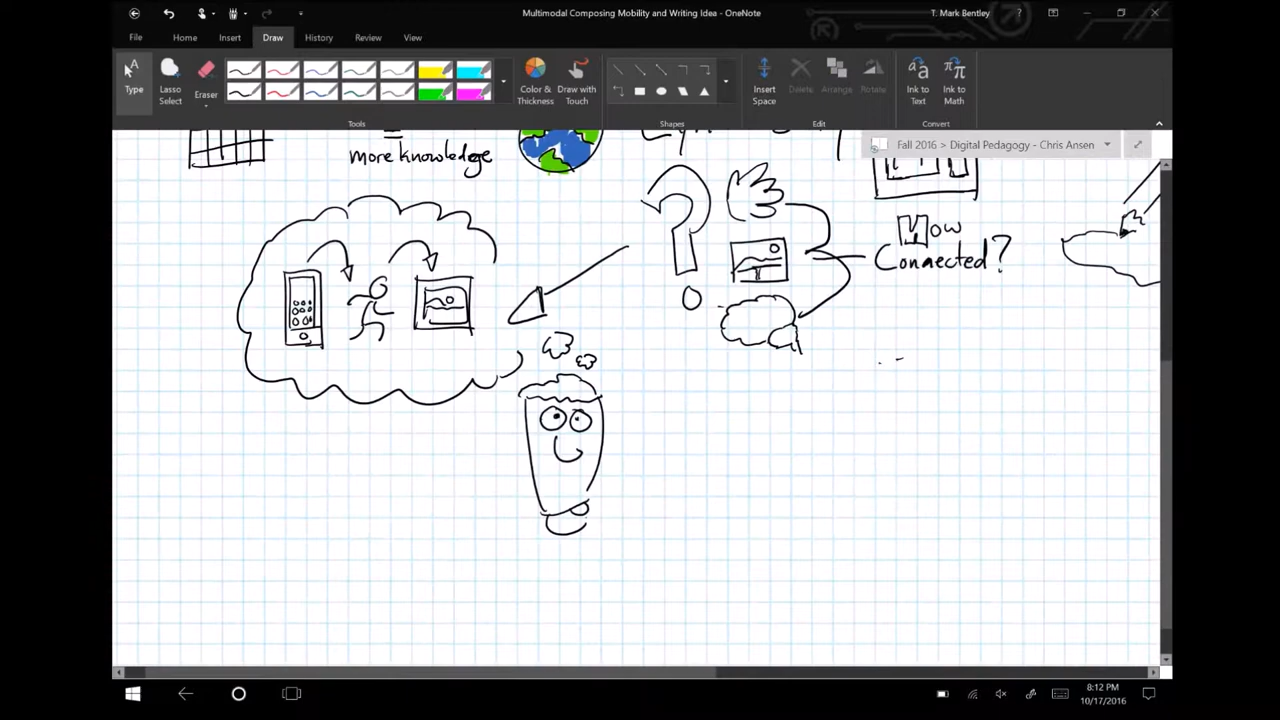 Multimodal Composing Mobility and Writing Idea - OneNote
T. Mark Bentley
?
File
Home
Insert
Draw
History
Review
View
Type
Lasso
Select
Eraser
Color &
Thickness
Draw with
Touch
Insert
Space
Delete
Arrange
Rotate
Ink to
Text
Ink to
Math
Tools
Shapes
Edit
Convert
Fall 2016 > Digital Pedagogy - Chris Ansen
more knowledge
?
How
Connected?
8:12 PM
10/17/2016